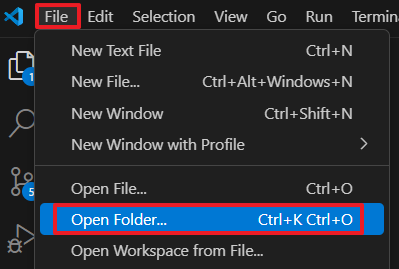 File Edit Selection View Go Run Termina
New Text File Ctrl+N
1
New File... Ctrl+Alt+Windows+N
New Window Ctrl+Shift+N
New Window with Profile
Open File... Ctrl+O
5
Open Folder... Ctrl+K Ctrl+O
Open Workspace from File...